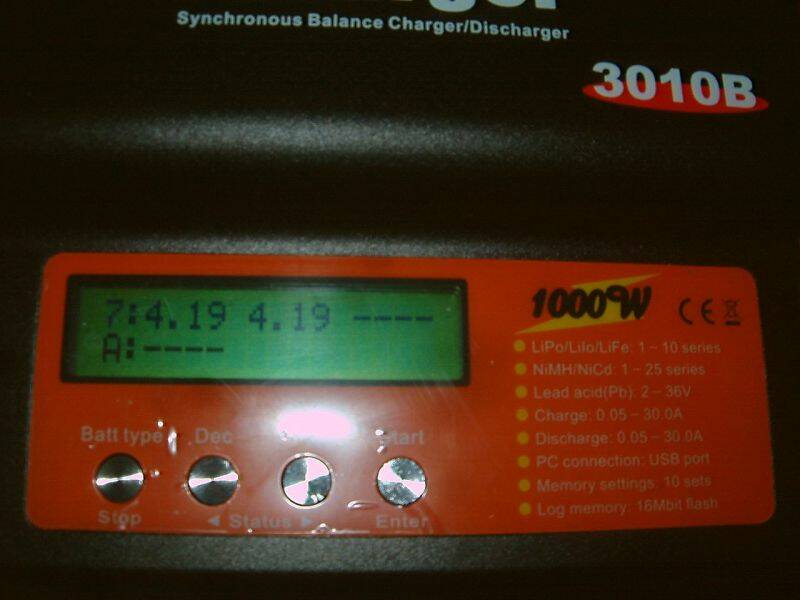 Synchronous Balance Charger/Discharger
3010B
7:4.19 4.19 ----
A:----
1000W
CE
LiPo/LiIo/LiFe: 1~10 series
NiMH/NiCd: 1~25 series
Lead acid(Pb): 2~36V
Charge: 0.05~30.0A
Discharge: 0.05~30.0A
PC connection: USB port
Memory settings: 10 sets
Log memory: 16Mbit flash
Batt type Dec Start
Stop ◄ Status ► Enter